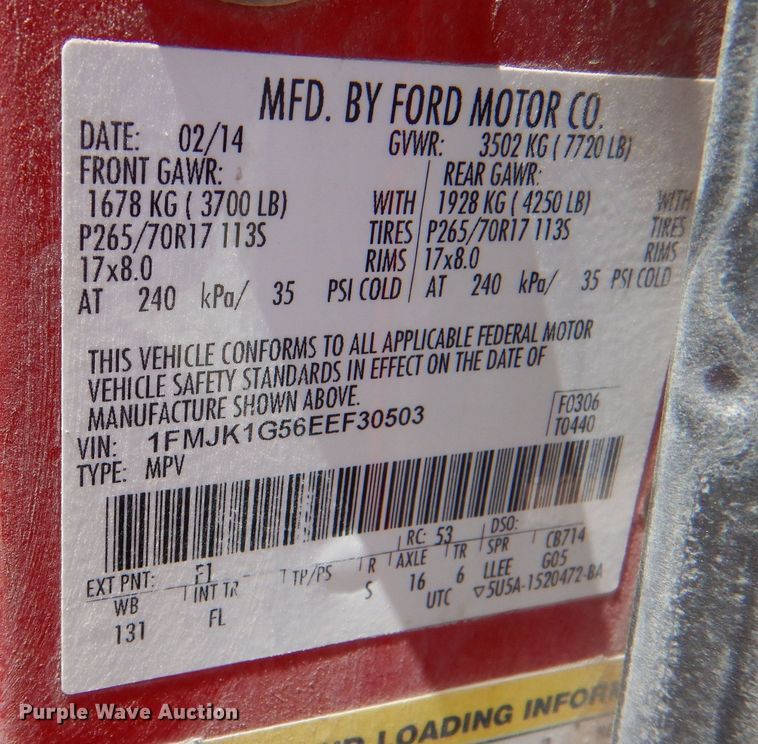 MFD. BY FORD MOTOR CO.
DATE: 02/14 GVWR: 3502 KG ( 7720 LB)
FRONT GAWR: REAR GAWR:
1678 KG ( 3700 LB) WITH 1928 KG ( 4250 LB) WITH
P265/70R17 113S TIRES P265/70R17 113S TIRES
17x8.0 RIMS 17x8.0 RIMS
AT 240 kPa/ 35 PSI COLD AT 240 kPa/ 35 PSI COLD
THIS VEHICLE CONFORMS TO ALL APPLICABLE FEDERAL MOTOR
VEHICLE SAFETY STANDARDS IN EFFECT ON THE DATE OF
MANUFACTURE SHOWN ABOVE.
VIN: 1FMJK1G56EEF30503 F0306
TYPE: MPV T0440
EXT PNT: F1 RC: 53 DSO:
WB INT TR TP/PS R AXLE TR SPR CB714
131 FL S 16 6 LLEE G05
UTC ▽5U5A-1520472-BA
LOADING
Purple Wave Auction